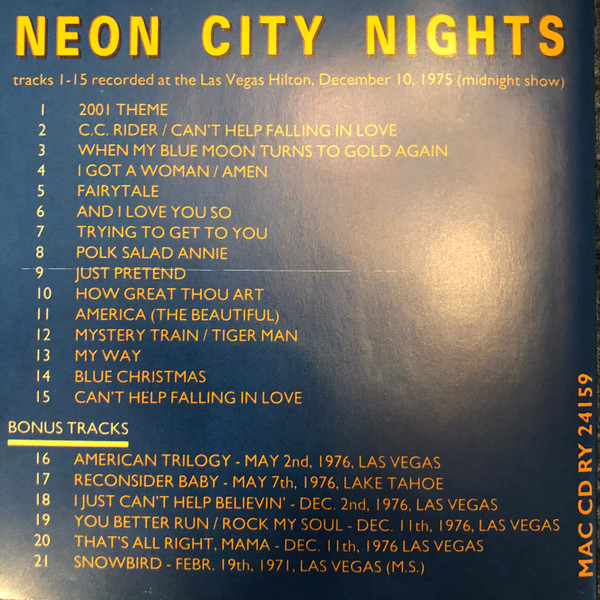 NEON CITY NIGHTS
tracks 1-15 recorded at the Las Vegas Hilton, December 10, 1975 (midnight show)
1 2001 THEME
2 C.C. RIDER / CAN'T HELP FALLING IN LOVE
3 WHEN MY BLUE MOON TURNS TO GOLD AGAIN
4 I GOT A WOMAN / AMEN
5 FAIRYTALE
6 AND I LOVE YOU SO
7 TRYING TO GET TO YOU
8 POLK SALAD ANNIE
9 JUST PRETEND
10 HOW GREAT THOU ART
11 AMERICA (THE BEAUTIFUL)
12 MYSTERY TRAIN / TIGER MAN
13 MY WAY
14 BLUE CHRISTMAS
15 CAN'T HELP FALLING IN LOVE
BONUS TRACKS
16 AMERICAN TRILOGY - MAY 2nd, 1976, LAS VEGAS
17 RECONSIDER BABY - MAY 7th, 1976, LAKE TAHOE
18 I JUST CAN'T HELP BELIEVIN' - DEC. 2nd, 1976, LAS VEGAS
19 YOU BETTER RUN / ROCK MY SOUL - DEC. 11th, 1976, LAS VEGAS
20 THAT'S ALL RIGHT, MAMA - DEC. 11th, 1976 LAS VEGAS
21 SNOWBIRD - FEBR. 19th, 1971, LAS VEGAS (M.S.)
MAC CD RY 24159